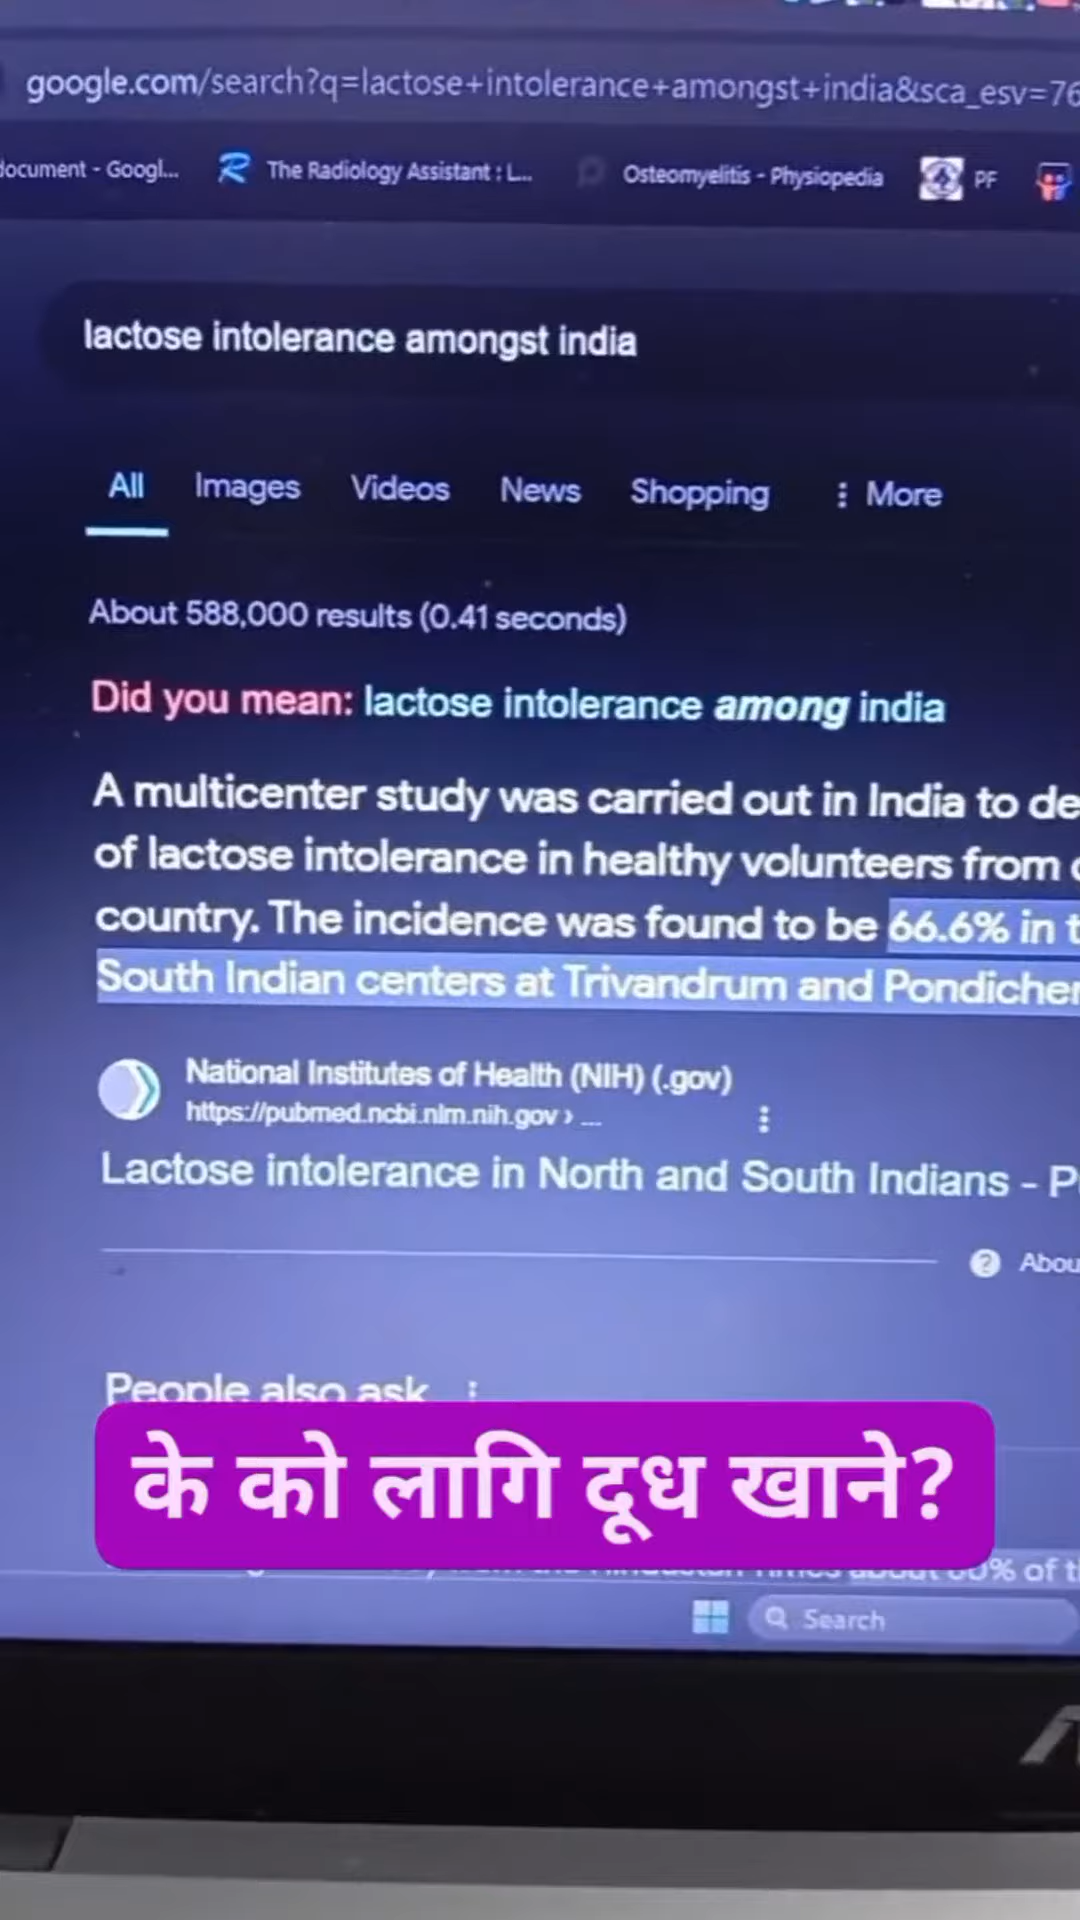 google.com/search?q=lactose+intolerance+amongst+india&sca_esv=76
document - Googl... The Radiology Assistant : L... Osteomyelitis - Physiopedia PF
lactose intolerance amongst india
All Images Videos News Shopping More
About 588,000 results (0.41 seconds)
Did you mean: lactose intolerance among india
A multicenter study was carried out in India to de
of lactose intolerance in healthy volunteers from
country. The incidence was found to be 66.6% in t
South Indian centers at Trivandrum and Pondicher
National Institutes of Health (NIH) (.gov)
https://pubmed.ncbi.nlm.nih.gov › ...
Lactose intolerance in North and South Indians - P
Abou
People also ask
के को लागि दूध खाने?
Search